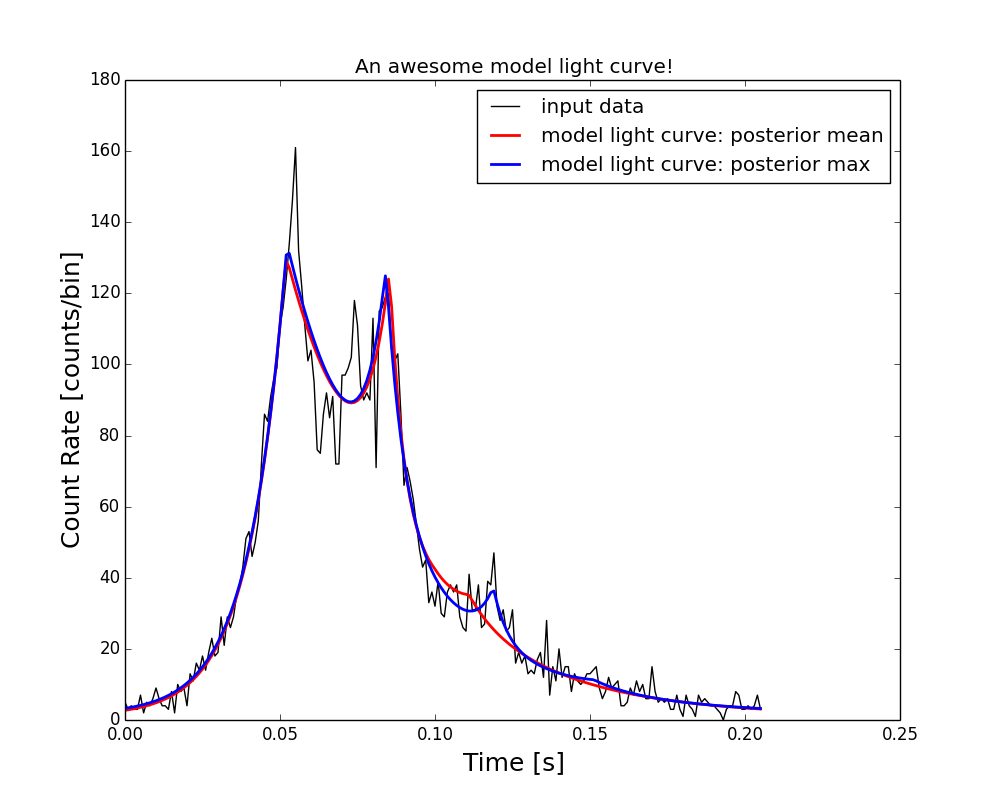 An awesome model light curve!
180
160
140
120
100
80
60
40
20
0
Count Rate [counts/bin]
input data
model light curve: posterior mean
model light curve: posterior max
0.00 0.05 0.10 0.15 0.20 0.25
Time [s]